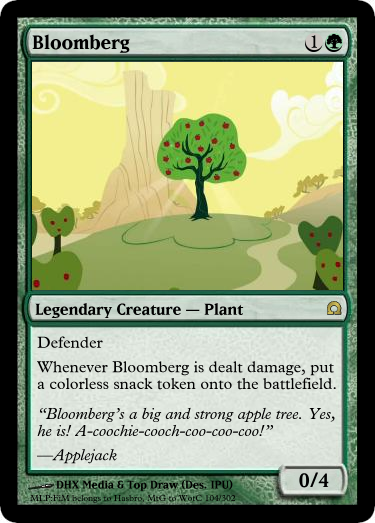 Bloomberg 1
Legendary Creature — Plant
Defender
Whenever Bloomberg is dealt damage, put
a colorless snack token onto the battlefield.
“Bloomberg's a big and strong apple tree. Yes,
he is! A-coochie-cooch-coo-coo-coo!”
—Applejack
0/4
DHX Media & Top Draw (Des. IPU)
MLP:FiM belongs to Hasbro, MtG to WotC 104/302